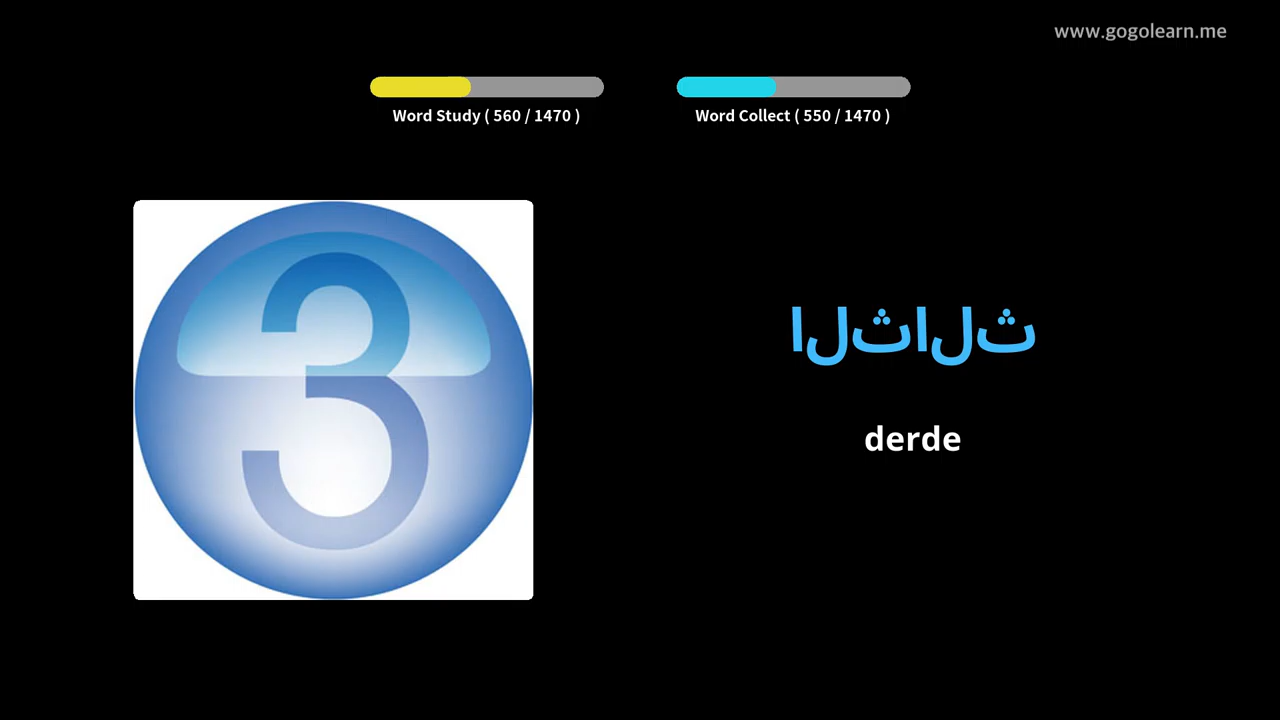 www.gogolearn.me
Word Study ( 560 / 1470 )
Word Collect ( 550 / 1470 )
3
الثالث
derde